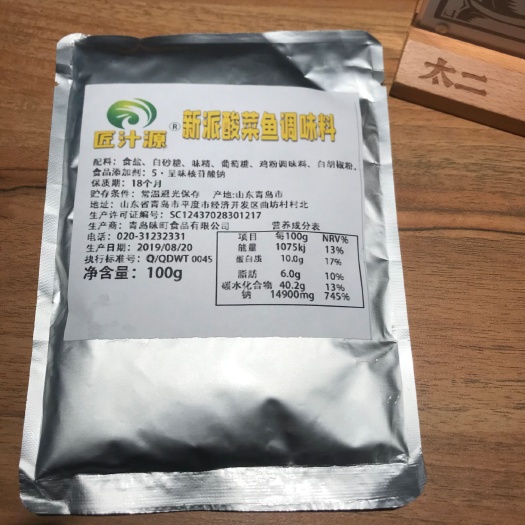 太二
匠汁源
® 新派酸菜鱼调味料
配料：食盐、白砂糖、味精、葡萄糖、鸡粉调味料、白胡椒粉。
食品添加剂：5'-呈味核苷酸钠
保质期：18个月
贮存条件：常温避光保存 产地:山东青岛市
地址：山东省青岛市平度市经济开发区曲坊村村北
生产许可证编号：SC12437028301217
生产商：青岛味町食品有限公司
电话：020-31232331
生产日期：2019/08/20
执行标准号：Q/QDWT 0045
净含量：100g
营养成分表
项目 每100g NRV%
能量 1075kj 13%
蛋白质 10.0g 17%
脂肪 6.0g 10%
碳水化合物 40.2g 13%
钠 14900mg 745%